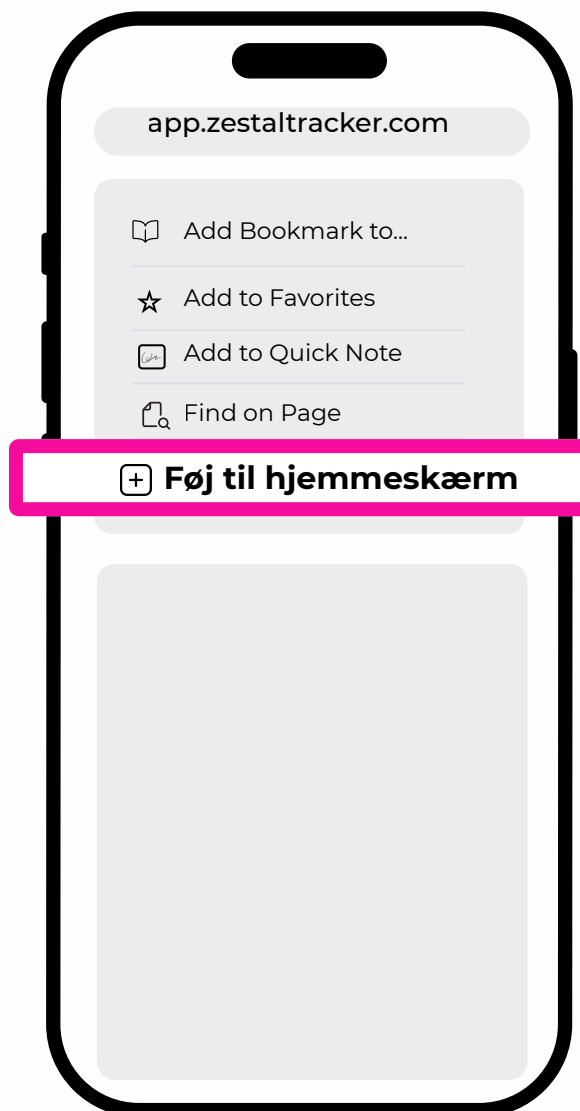 app.zestaltracker.com
Add Bookmark to...
Add to Favorites
Add to Quick Note
Find on Page
Føj til hjemmeskærm